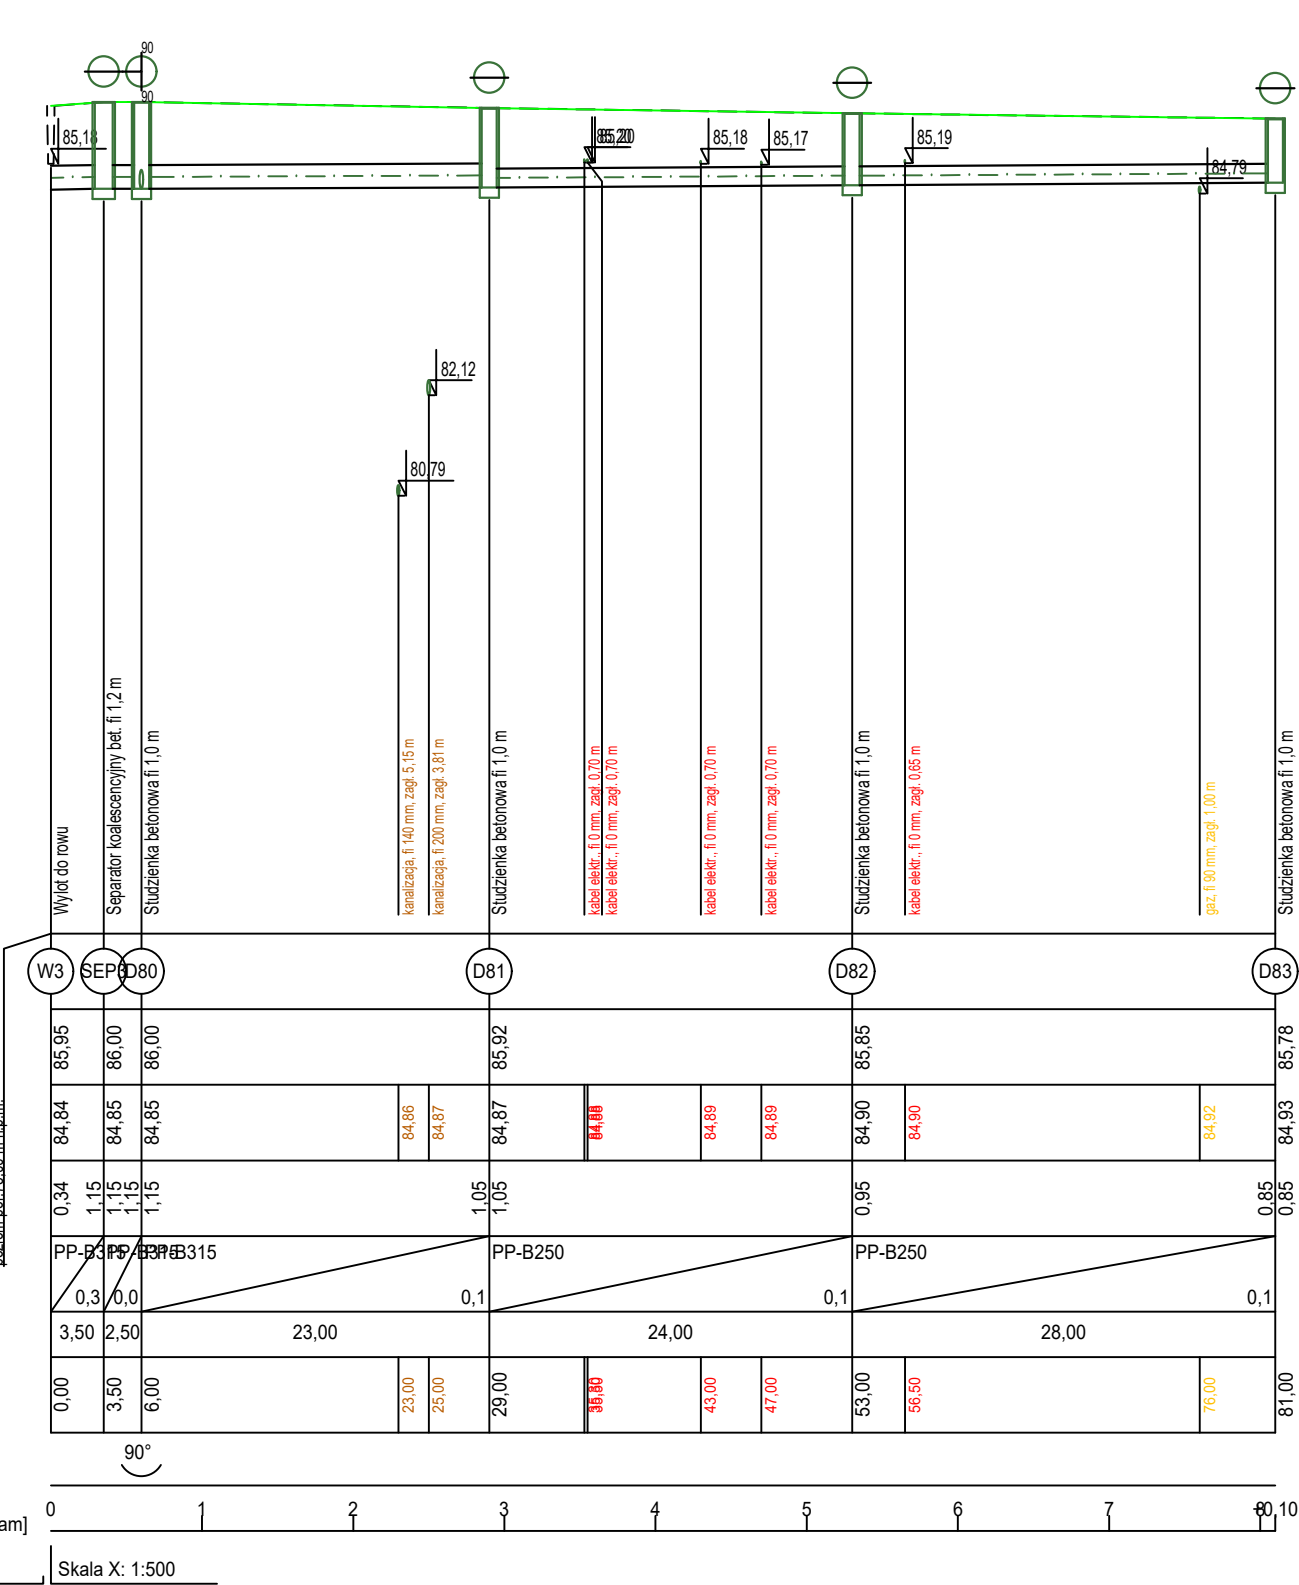 90
90
85,18
85,20
85,18
85,17
85,19
84,79
82,12
80,79
Wylot do rowu
Separator koalescencyjny bet. fi 1,2 m
Studzienka betonowa fi 1,0 m
kanalizacja, fi 140 mm, zagł. 5,15 m
kanalizacja, fi 200 mm, zagł. 3,81 m
Studzienka betonowa fi 1,0 m
kabel elektr., fi 0 mm, zagł. 0,70 m
kabel elektr., fi 0 mm, zagł. 0,70 m
kabel elektr., fi 0 mm, zagł. 0,70 m
kabel elektr., fi 0 mm, zagł. 0,70 m
Studzienka betonowa fi 1,0 m
kabel elektr., fi 0 mm, zagł. 0,65 m
gaz, fi 90 mm, zagł. 1,00 m
Studzienka betonowa fi 1,0 m
W3 SEP3 D80 D81 D82 D83
85,95 86,00 86,00 85,92 85,85 85,78
84,84 84,85 84,85 84,86 84,87 84,87 84,88 84,89 84,89 84,90 84,90 84,92 84,93
0,34 1,15 1,15 1,15 1,15 1,05 1,05 0,95 0,85 0,85
PP-B315 PP-B315 PP-B315 PP-B250 PP-B250
0,3 0,0 0,1 0,1 0,1
3,50 2,50 23,00 24,00 28,00
0,00 3,50 6,00 23,00 25,00 29,00 43,00 47,00 53,00 56,50 76,00 81,00
90°
0 1 2 3 4 5 6 7 8
am]
Skala X: 1:500